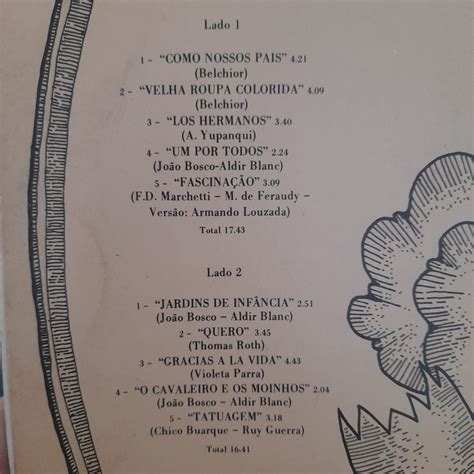 Lado 1
1 - "COMO NOSSOS PAIS" 4.21
(Belchior)
2 - "VELHA ROUPA COLORIDA" 4.09
(Belchior)
3 - "LOS HERMANOS" 3.40
(A. Yupanqui)
4 - "UM POR TODOS" 2.24
(João Bosco-Aldir Blanc)
5 - "FASCINAÇÃO" 3.09
(F.D. Marchetti - M. de Feraudy -
Versão: Armando Louzada)
Total 17.43
Lado 2
1 - "JARDINS DE INFÂNCIA" 2.51
(João Bosco - Aldir Blanc)
2 - "QUERO" 3.45
(Thomas Roth)
3 - "GRACIAS A LA VIDA" 4.43
(Violeta Parra)
4 - "O CAVALEIRO E OS MOINHOS" 2.04
(João Bosco - Aldir Blanc)
5 - "TATUAGEM" 3.18
(Chico Buarque - Ruy Guerra)
Total 16.41